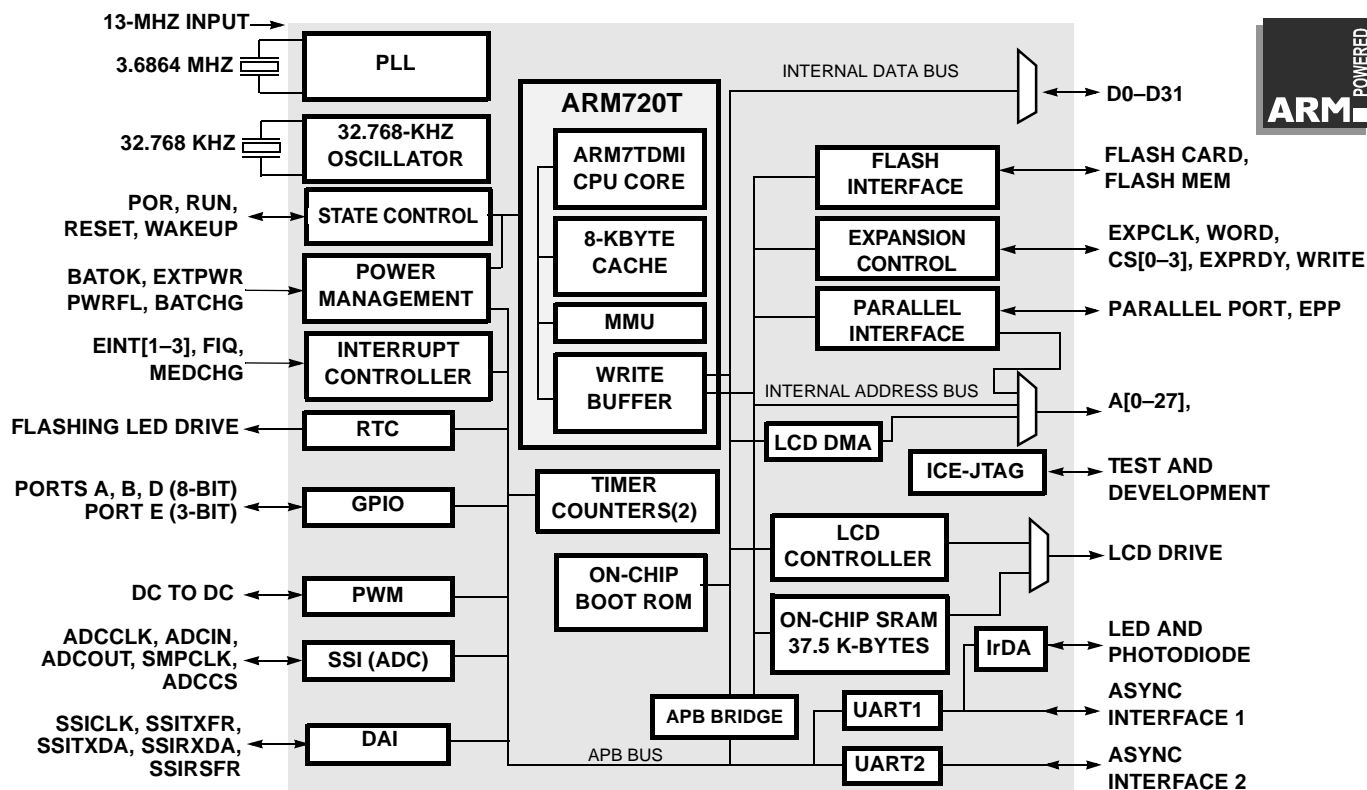 13-MHZ INPUT
3.6864 MHZ
PLL
32.768 KHZ
32.768-KHZ
OSCILLATOR
POR, RUN,
RESET, WAKEUP
STATE CONTROL
BATOK, EXTPWR
PWRFL, BATCHG
POWER
MANAGEMENT
EINT[1–3], FIQ,
MEDCHG
INTERRUPT
CONTROLLER
FLASHING LED DRIVE
RTC
PORTS A, B, D (8-BIT)
PORT E (3-BIT)
GPIO
DC TO DC
PWM
ADCCLK, ADCIN,
ADCOUT, SMPCLK,
ADCCS
SSI (ADC)
SSICLK, SSITXFR,
SSITXDA, SSIRXDA,
SSIRSFR
DAI
ARM720T
ARM7TDMI
CPU CORE
8-KBYTE
CACHE
MMU
WRITE
BUFFER
TIMER
COUNTERS(2)
ON-CHIP
BOOT ROM
APB BRIDGE
APB BUS
INTERNAL DATA BUS
D0–D31
FLASH
INTERFACE
FLASH CARD,
FLASH MEM
EXPANSION
CONTROL
EXPCLK, WORD,
CS[0–3], EXPRDY, WRITE
PARALLEL
INTERFACE
PARALLEL PORT, EPP
INTERNAL ADDRESS BUS
A[0–27],
LCD DMA
ICE-JTAG
TEST AND
DEVELOPMENT
LCD
CONTROLLER
LCD DRIVE
ON-CHIP SRAM
37.5 K-BYTES
IrDA
LED AND
PHOTODIODE
UART1
ASYNC
INTERFACE 1
UART2
ASYNC
INTERFACE 2
ARM
POWERED